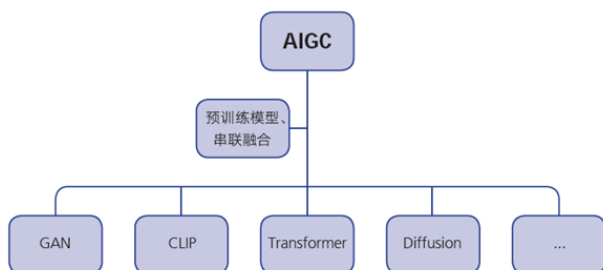 AIGC
预训练模型、
串联融合
GAN
CLIP
Transformer
Diffusion
...